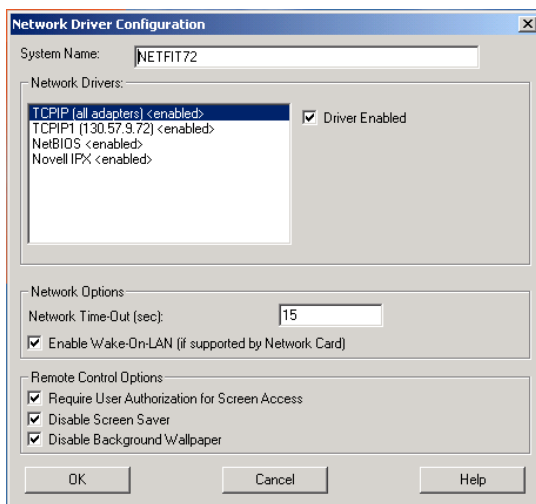 Network Driver Configuration
System Name: NETFIT72
Network Drivers:
TCPIP (all adapters) <enabled>
Driver Enabled
TCPIP1 (130.57.9.72) <enabled>
NetBIOS <enabled>
Novell IPX <enabled>
Network Options
Network Time-Out (sec): 15
Enable Wake-On-LAN (if supported by Network Card)
Remote Control Options
Require User Authorization for Screen Access
Disable Screen Saver
Disable Background Wallpaper
OK Cancel Help